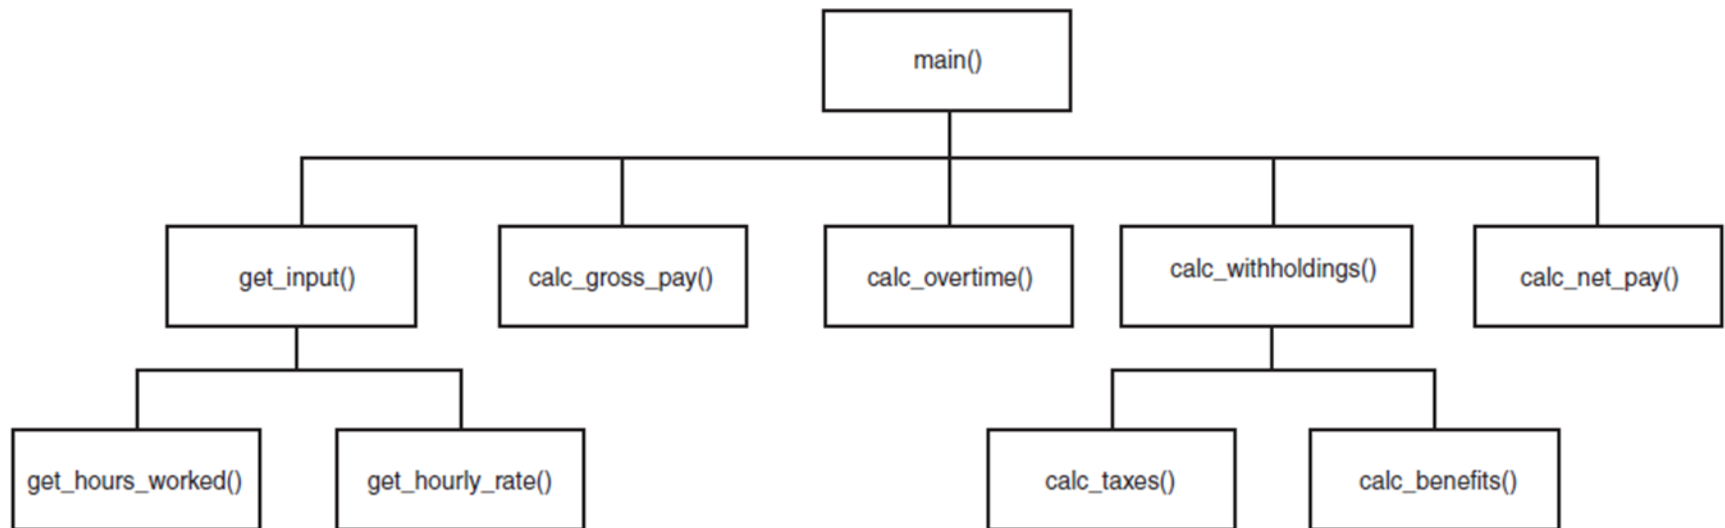 main()
get_input()
calc_gross_pay()
calc_overtime()
calc_withholdings()
calc_net_pay()
get_hours_worked()
get_hourly_rate()
calc_taxes()
calc_benefits()